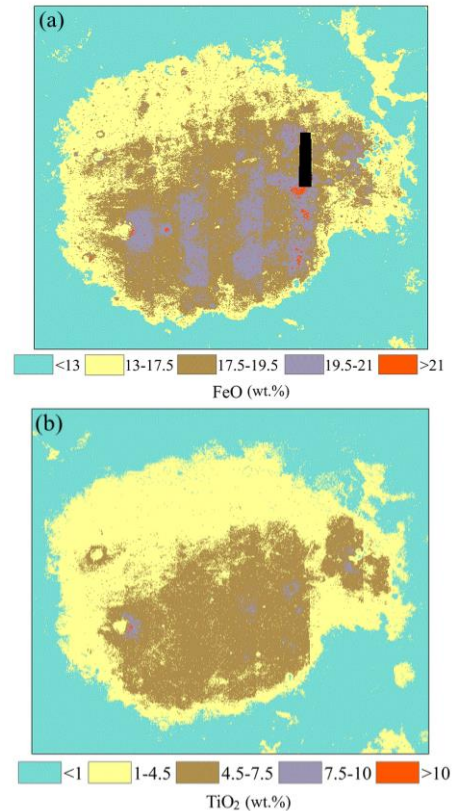 (a)
<13 13-17.5 17.5-19.5 19.5-21 >21
FeO (wt.%)
(b)
<1 1-4.5 4.5-7.5 7.5-10 >10
TiO₂ (wt.%)